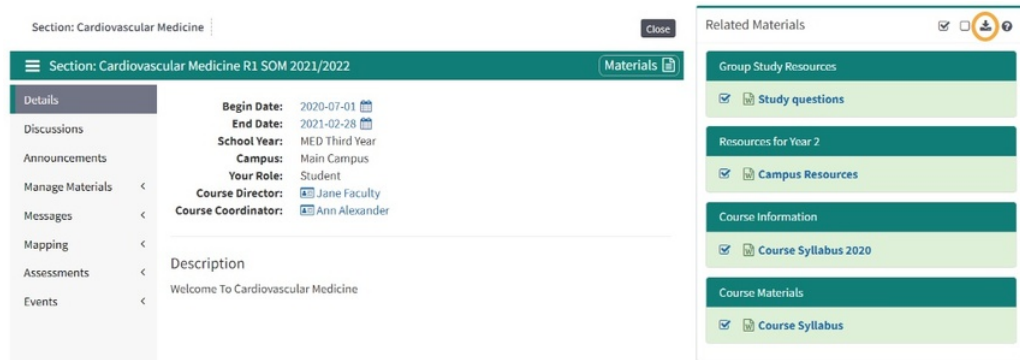 Section: Cardiovascular Medicine
Close
Section: Cardiovascular Medicine R1 SOM 2021/2022
Materials
Details
Discussions
Announcements
Manage Materials
Messages
Mapping
Assessments
Events
Begin Date: 2020-07-01
End Date: 2021-02-28
School Year: MED Third Year
Campus: Main Campus
Your Role: Student
Course Director: Jane Faculty
Course Coordinator: Ann Alexander
Description
Welcome To Cardiovascular Medicine
Related Materials
Group Study Resources
Study questions
Resources for Year 2
Campus Resources
Course Information
Course Syllabus 2020
Course Materials
Course Syllabus